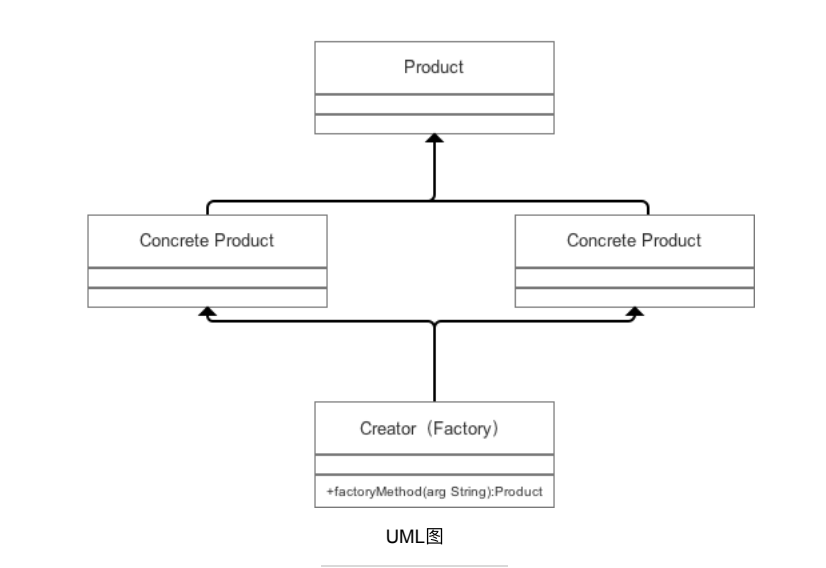 Product
Concrete Product
Concrete Product
Creator（Factory）
+factoryMethod(arg String):Product
UML图